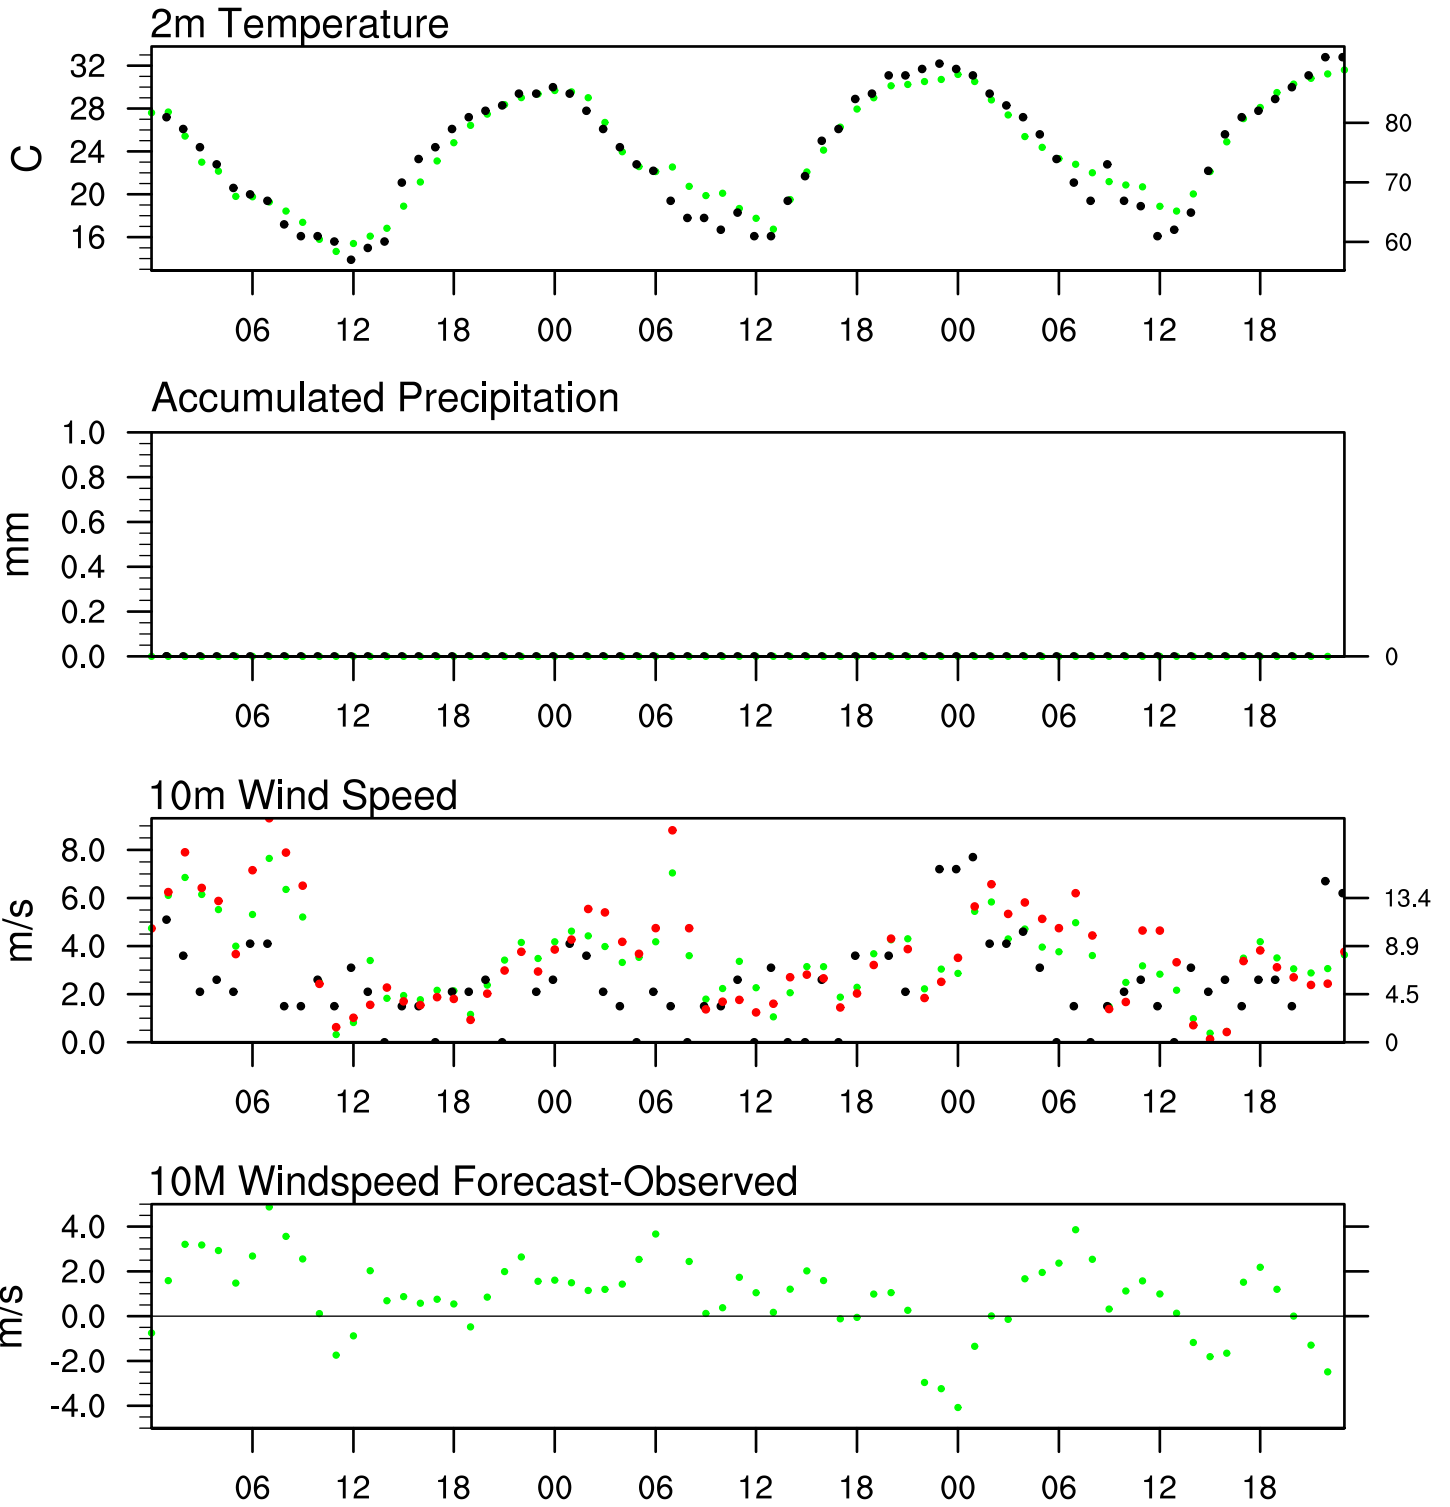 2m Temperature
32
28
24
20
16
C
80
70
60
06 12 18 00 06 12 18 00 06 12 18
Accumulated Precipitation
1.0
0.8
0.6
0.4
0.2
0.0
mm
0
06 12 18 00 06 12 18 00 06 12 18
10m Wind Speed
8.0
6.0
4.0
2.0
0.0
m/s
13.4
8.9
4.5
0
06 12 18 00 06 12 18 00 06 12 18
10M Windspeed Forecast-Observed
4.0
2.0
0.0
-2.0
-4.0
m/s
06 12 18 00 06 12 18 00 06 12 18